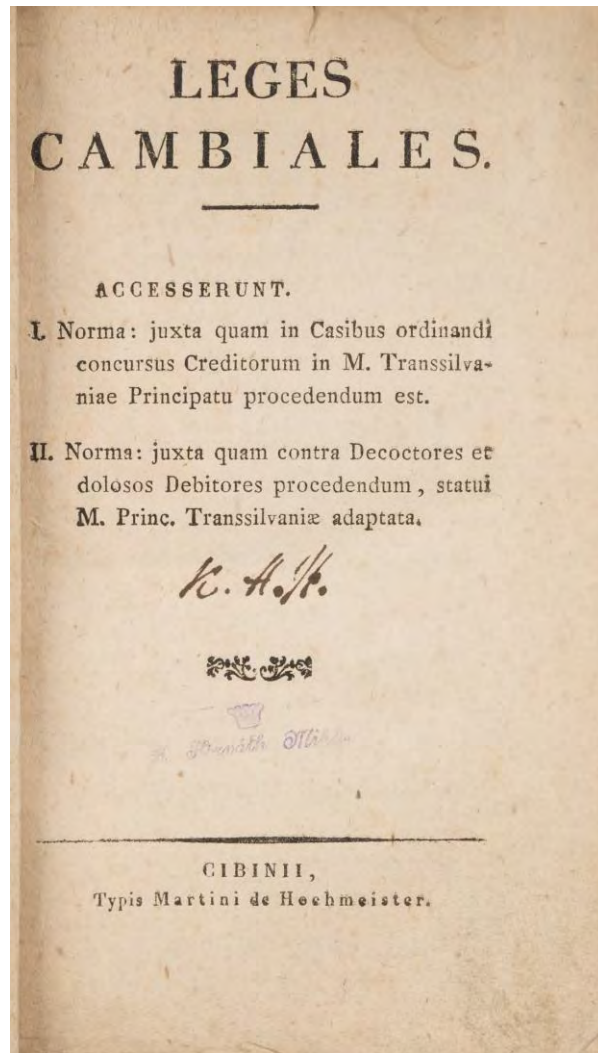 LEGES
CAMBIALES.
ACCESSERUNT.
I. Norma: juxta quam in Casibus ordinandi
concursus Creditorum in M. Transsilva-
niae Principatu procedendum est.
II. Norma: juxta quam contra Decoctores et
dolosos Debitores procedendum, statui
M. Princ. Transsilvaniæ adaptata.
CIBINII,
Typis Martini de Hochmeister.